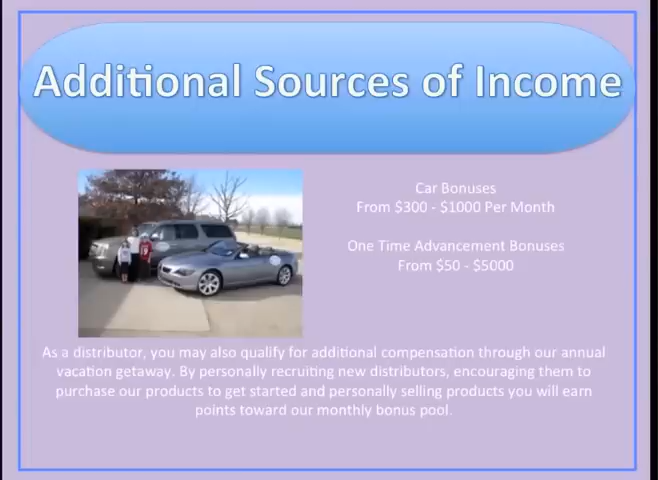 Additional Sources of Income
Car Bonuses
From $300 - $1000 Per Month
One Time Advancement Bonuses
From $50 - $5000
As a distributor, you may also qualify for additional compensation through our annual
vacation getaway. By personally recruiting new distributors, encouraging them to
purchase our products to get started and personally selling products you will earn
points toward our monthly bonus pool.